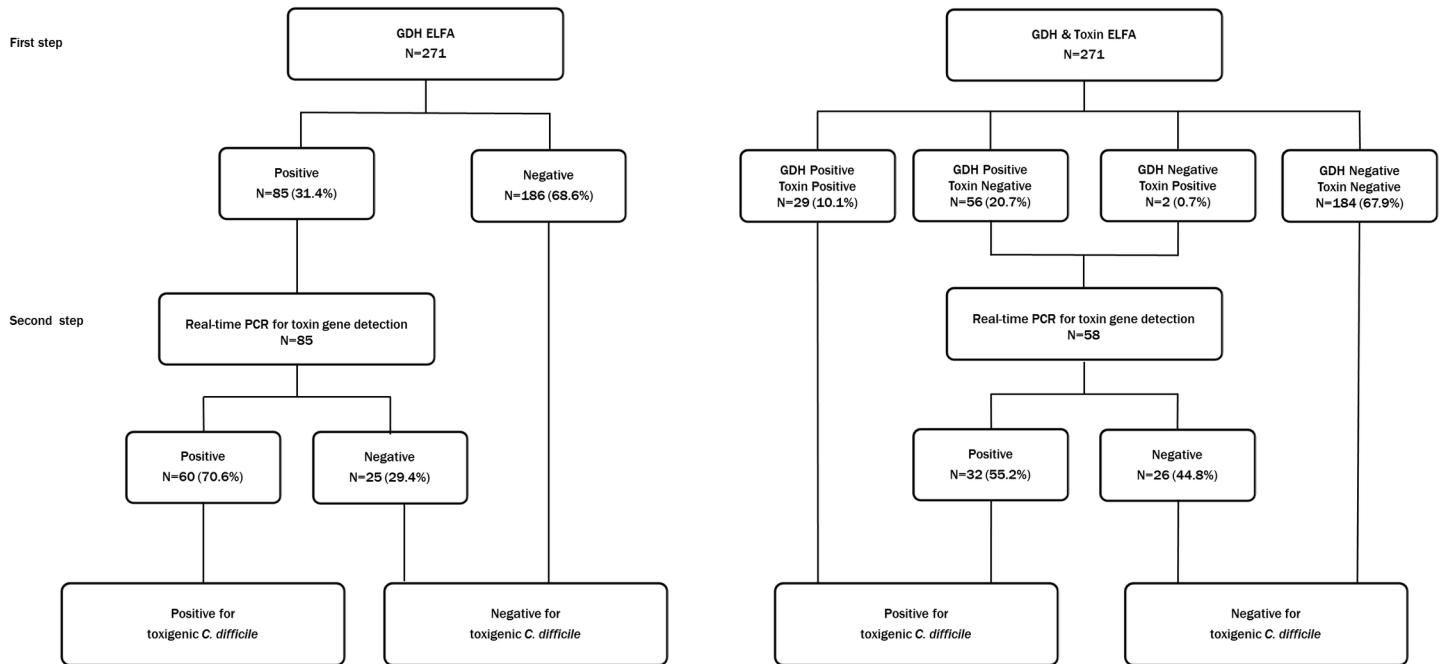 First step
GDH ELFA
N=271
Positive
N=85 (31.4%)
Negative
N=186 (68.6%)
Second step
Real-time PCR for toxin gene detection
N=85
Positive
N=60 (70.6%)
Negative
N=25 (29.4%)
Positive for
toxigenic C. difficile
Negative for
toxigenic C. difficile
GDH & Toxin ELFA
N=271
GDH Positive
Toxin Positive
N=29 (10.1%)
GDH Positive
Toxin Negative
N=56 (20.7%)
GDH Negative
Toxin Positive
N=2 (0.7%)
GDH Negative
Toxin Negative
N=184 (67.9%)
Real-time PCR for toxin gene detection
N=58
Positive
N=32 (55.2%)
Negative
N=26 (44.8%)
Positive for
toxigenic C. difficile
Negative for
toxigenic C. difficile